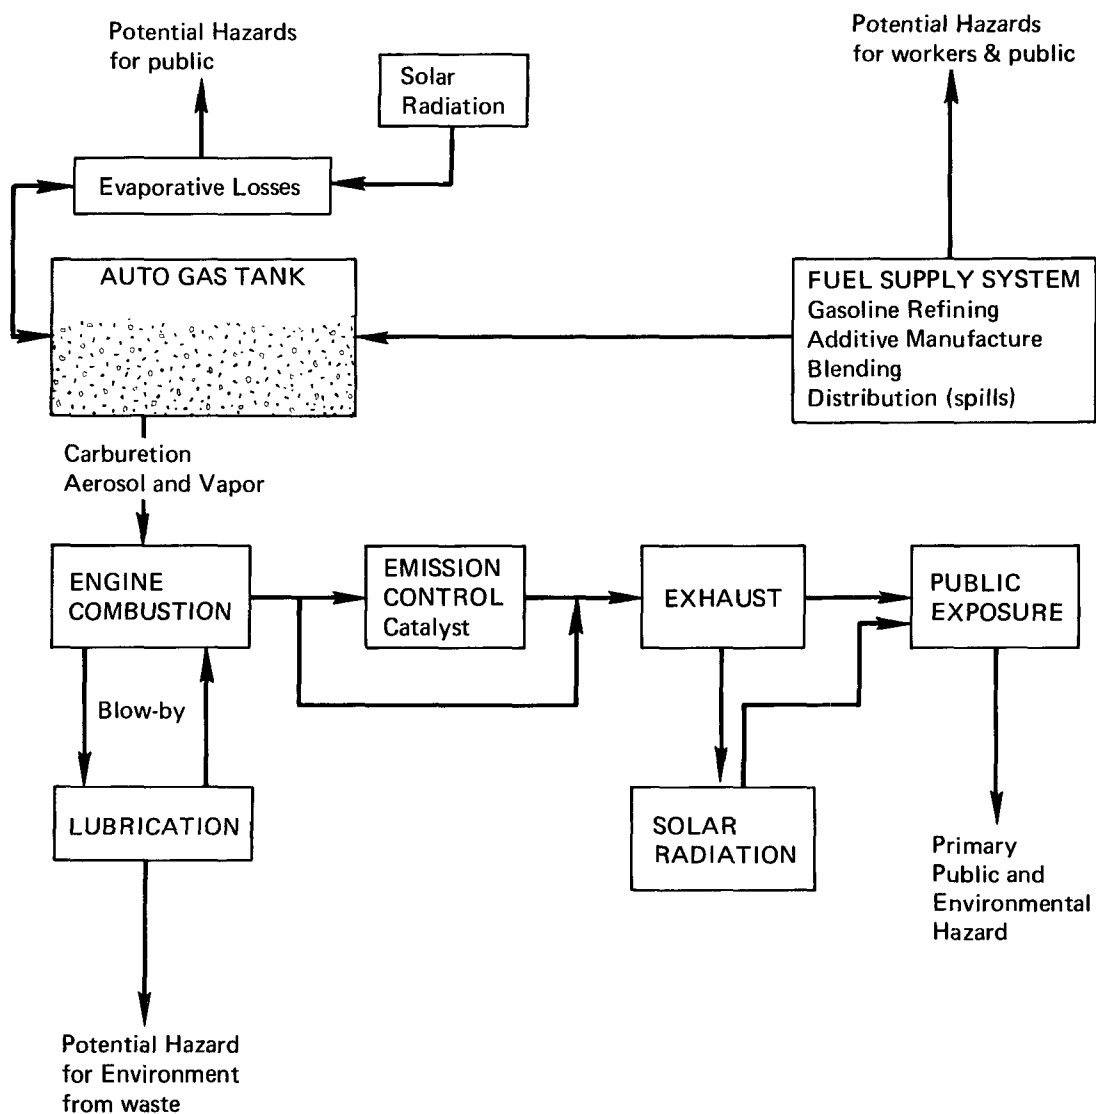 Potential Hazards
for public
Solar
Radiation
Potential Hazards
for workers & public
Evaporative Losses
AUTO GAS TANK
FUEL SUPPLY SYSTEM
Gasoline Refining
Additive Manufacture
Blending
Distribution (spills)
Carburetion
Aerosol and Vapor
ENGINE
COMBUSTION
EMISSION
CONTROL
Catalyst
EXHAUST
PUBLIC
EXPOSURE
Blow-by
LUBRICATION
SOLAR
RADIATION
Primary
Public and
Environmental
Hazard
Potential Hazard
for Environment
from waste